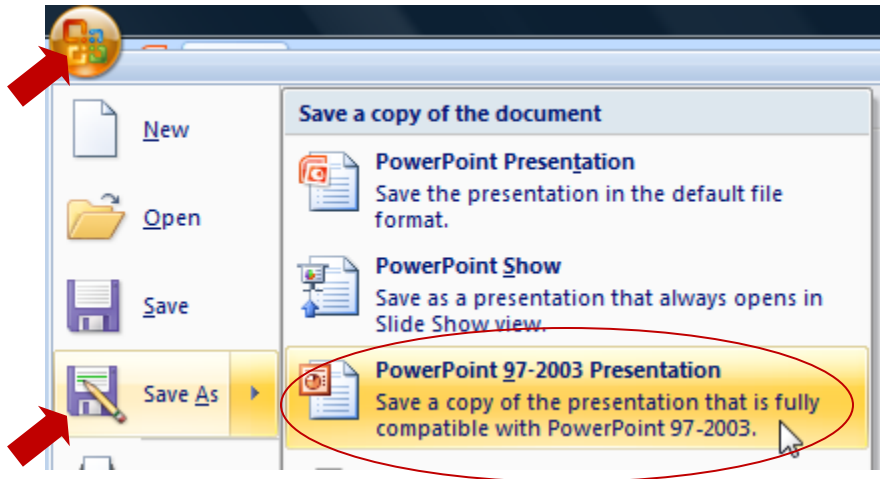 New
Open
Save
Save As
Save a copy of the document
PowerPoint Presentation
Save the presentation in the default file
format.
PowerPoint Show
Save as a presentation that always opens in
Slide Show view.
PowerPoint 97-2003 Presentation
Save a copy of the presentation that is fully
compatible with PowerPoint 97-2003.